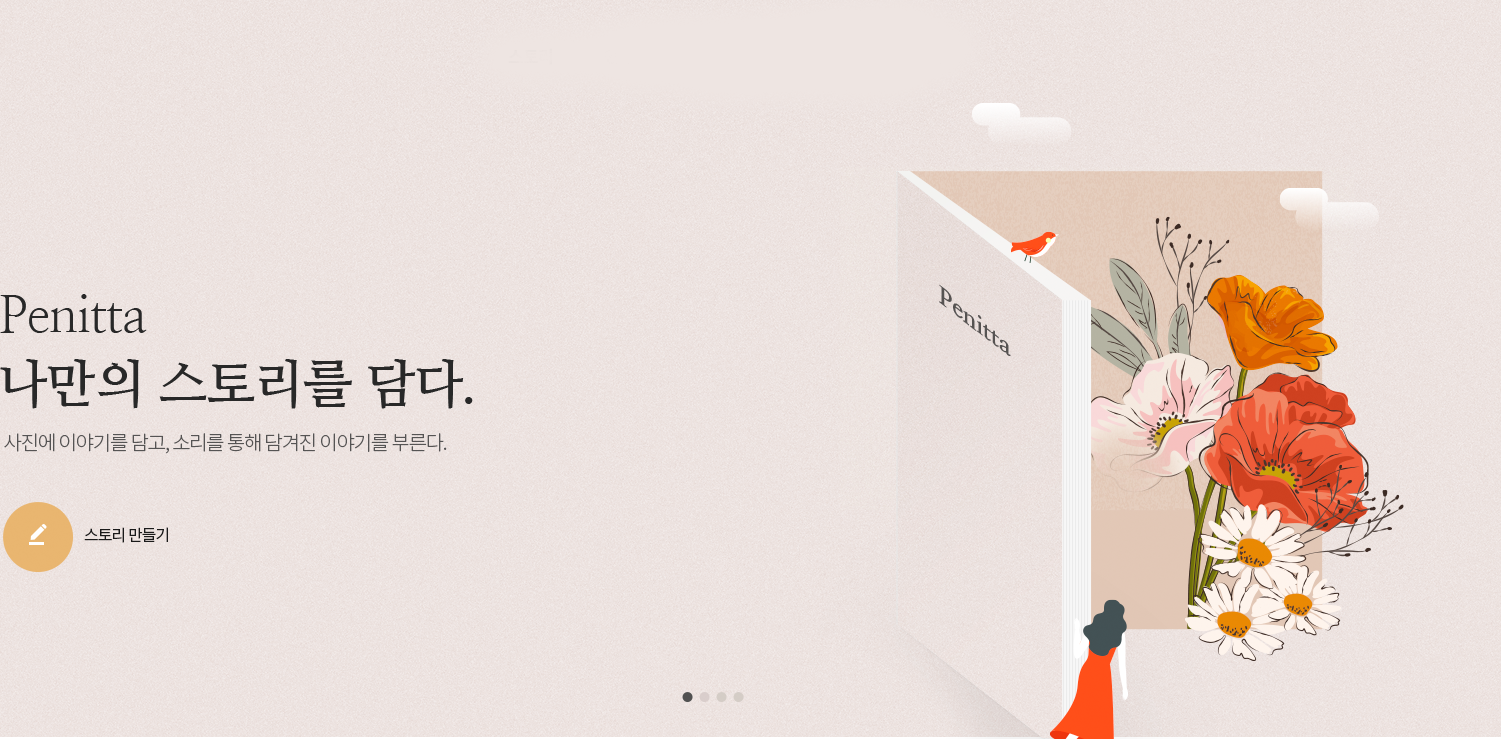 Penitta
나만의 스토리를 담다.
사진에 이야기를 담고, 소리를 통해 담겨진 이야기를 부른다.
스토리 만들기
Penitta